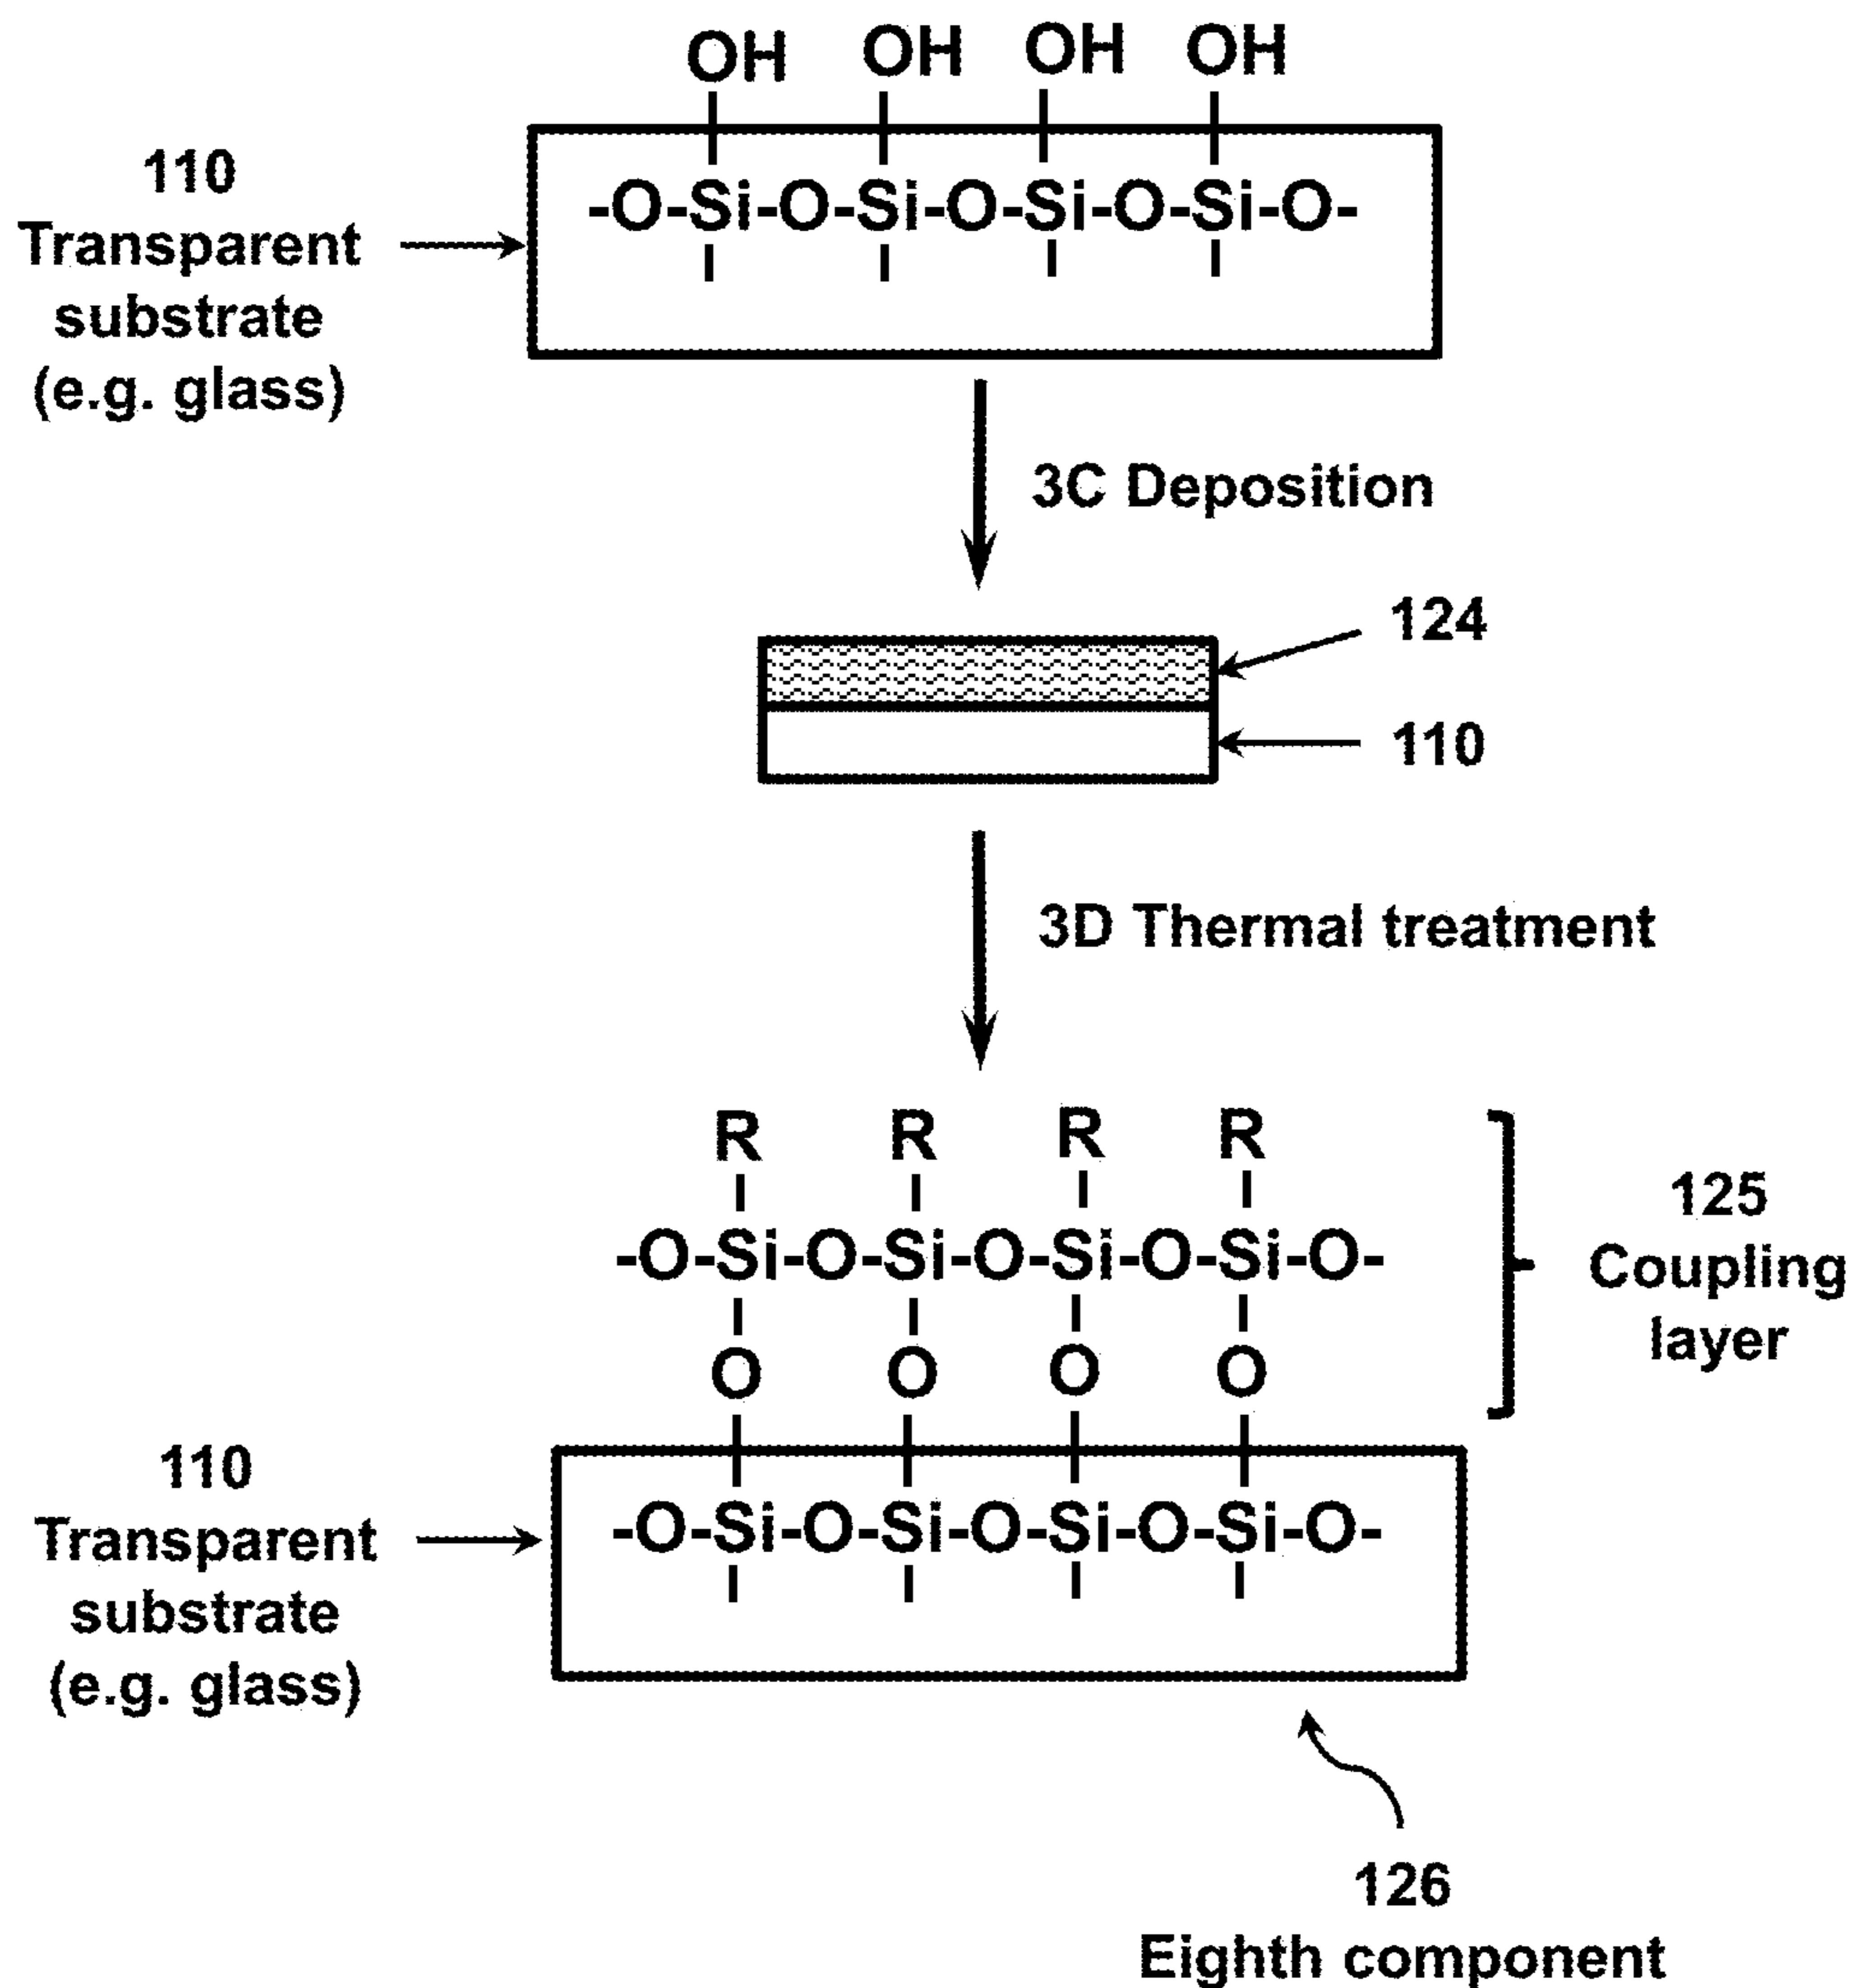 OH OH OH OH
110
Transparent
substrate
(e.g. glass)
-O-Si-O-Si-O-Si-O-Si-O-
3C Deposition
124
110
3D Thermal treatment
R R R R
-O-Si-O-Si-O-Si-O-Si-O-
O O O O
125
Coupling
layer
110
Transparent
substrate
(e.g. glass)
-O-Si-O-Si-O-Si-O-Si-O-
126
Eighth component